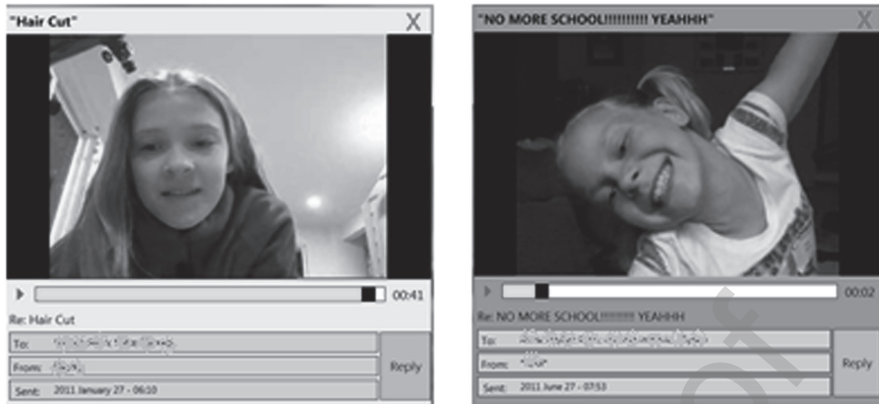 "Hair Cut" X
00:41
Re: Hair Cut
To:
From:
Reply
Sent: 2011 January 27 - 06:10
"NO MORE SCHOOL!!!!!!!!!! YEAHHH" X
00:02
Re: NO MORE SCHOOL!!!!!!!!!! YEAHHH
To:
From:
Reply
Sent: 2011 June 27 - 07:53
of